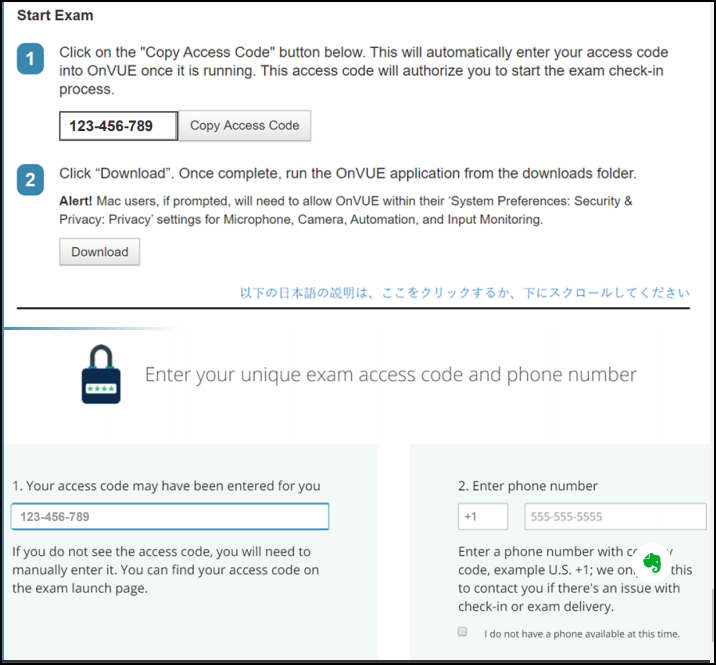 Start Exam
1
Click on the "Copy Access Code" button below. This will automatically enter your access code
into OnVUE once it is running. This access code will authorize you to start the exam check-in
process.
123-456-789
Copy Access Code
2
Click “Download”. Once complete, run the OnVUE application from the downloads folder.
Alert! Mac users, if prompted, will need to allow OnVUE within their ‘System Preferences: Security &
Privacy: Privacy’ settings for Microphone, Camera, Automation, and Input Monitoring.
Download
以下の日本語の説明は、ここをクリックするか、下にスクロールしてください
****
Enter your unique exam access code and phone number
1. Your access code may have been entered for you
123-456-789
If you do not see the access code, you will need to
manually enter it. You can find your access code on
the exam launch page.
2. Enter phone number
+1
555-555-5555
Enter a phone number with
code, example U.S. +1; we this
to contact you if there's an issue with
check-in or exam delivery.
I do not have a phone available at this time.